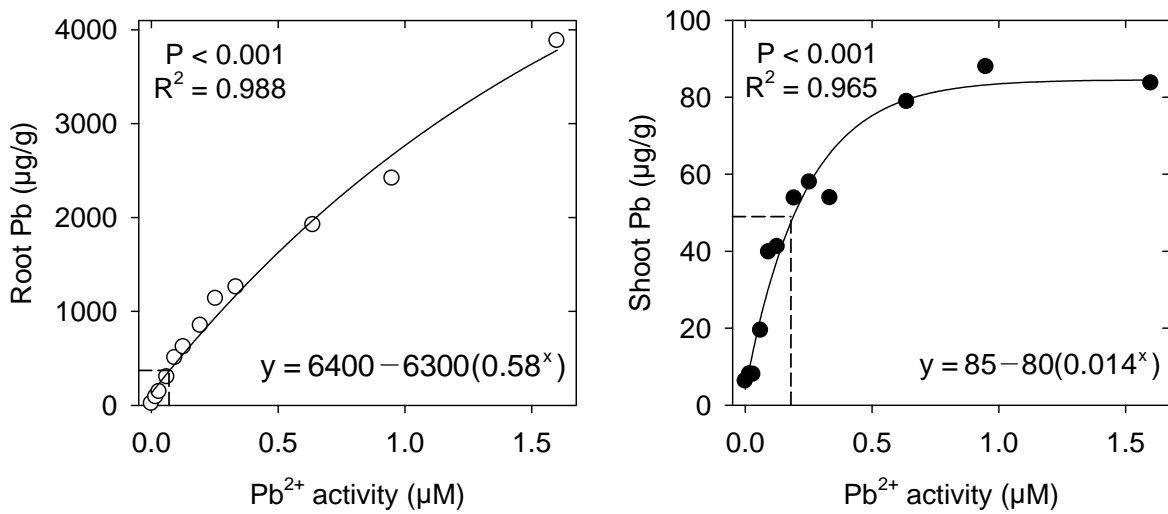 4000
3000
2000
1000
0
Root Pb (µg/g)
P < 0.001
R² = 0.988
y = 6400−6300(0.58ˣ)
0.0 0.5 1.0 1.5
Pb²⁺ activity (µM)
100
80
60
40
20
0
Shoot Pb (µg/g)
P < 0.001
R² = 0.965
y = 85−80(0.014ˣ)
0.0 0.5 1.0 1.5
Pb²⁺ activity (µM)